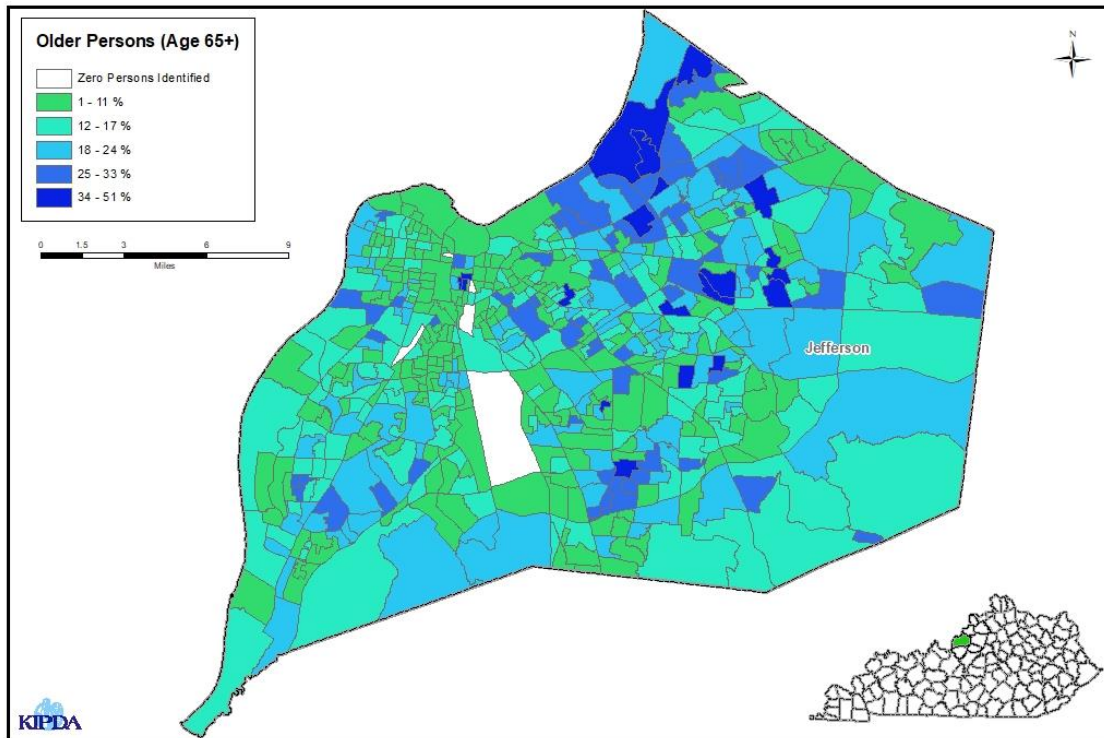 Older Persons (Age 65+)
Zero Persons Identified
1 - 11 %
12 - 17 %
18 - 24 %
25 - 33 %
34 - 51 %
N
0 1.5 3 6 9
Miles
Jefferson
KIPDA